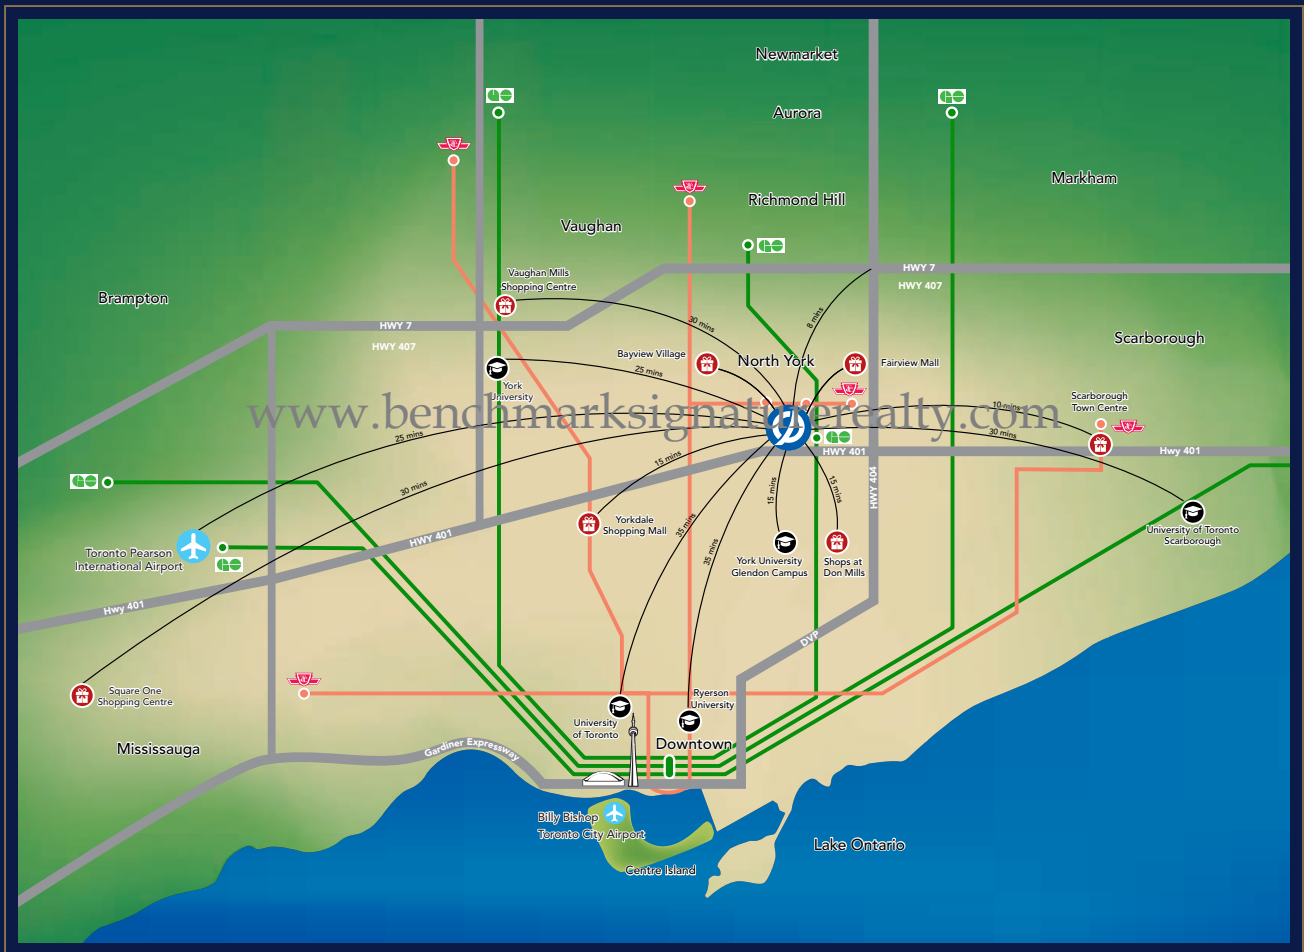 Newmarket
Aurora
Markham
Richmond Hill
Vaughan
HWY 7
HWY 407
Vaughan Mills
Shopping Centre
Brampton
8 mins
30 mins
HWY 7
HWY 407
Scarborough
Bayview Village
North York
Fairview Mall
25 mins
York
University
Scarborough
Town Centre
10 mins
www.benchmarksignaturerealty.com
25 mins
30 mins
HWY 401
Hwy 401
15 mins
HWY 404
30 mins
15 mins
15 mins
Yorkdale
Shopping Mall
35 mins
University of Toronto
Scarborough
HWY 401
35 mins
Toronto Pearson
International Airport
York University
Glendon Campus
Shops at
Don Mills
Hwy 401
DVP
Square One
Shopping Centre
Ryerson
University
University
of Toronto
Downtown
Mississauga
Gardiner Expressway
Billy Bishop
Toronto City Airport
Lake Ontario
Centre Island